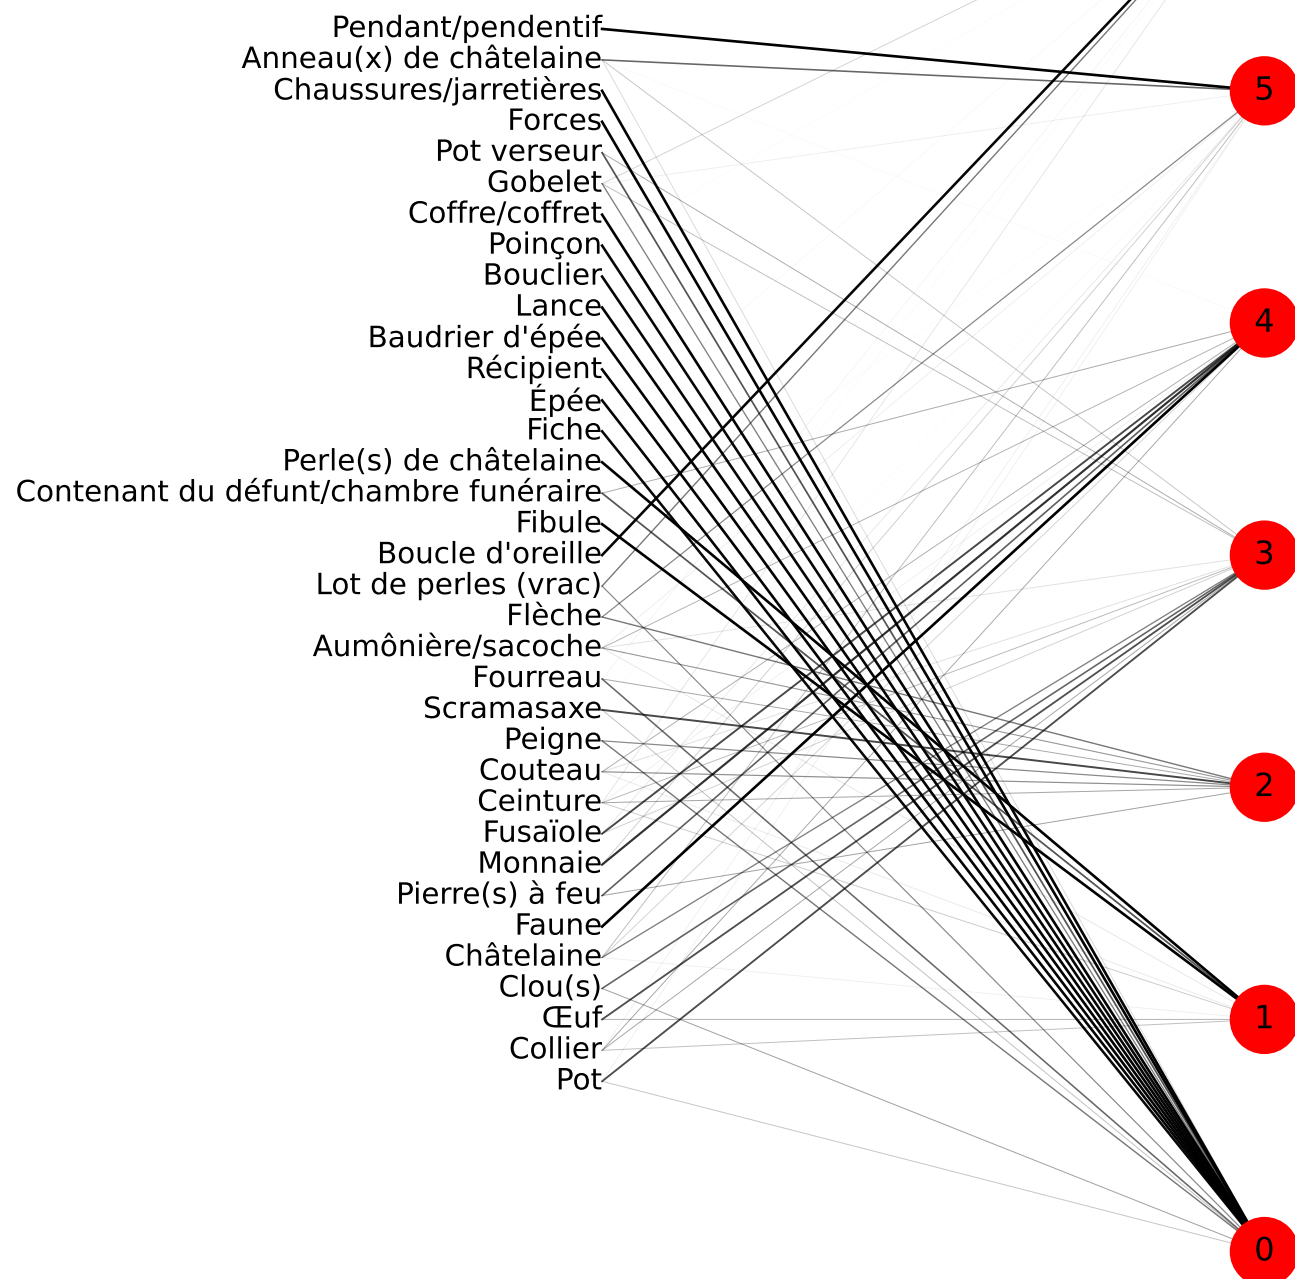 Pendant/pendentif
Anneau(x) de châtelaine
Chaussures/jarretières
Forces
Pot verseur
Gobelet
Coffre/coffret
Poinçon
Bouclier
Lance
Baudrier d'épée
Récipient
Épée
Fiche
Perle(s) de châtelaine
Contenant du défunt/chambre funéraire
Fibule
Boucle d'oreille
Lot de perles (vrac)
Flèche
Aumônière/sacoche
Fourreau
Scramasaxe
Peigne
Couteau
Ceinture
Fusaïole
Monnaie
Pierre(s) à feu
Faune
Châtelaine
Clou(s)
Œuf
Collier
Pot
5
4
3
2
1
0